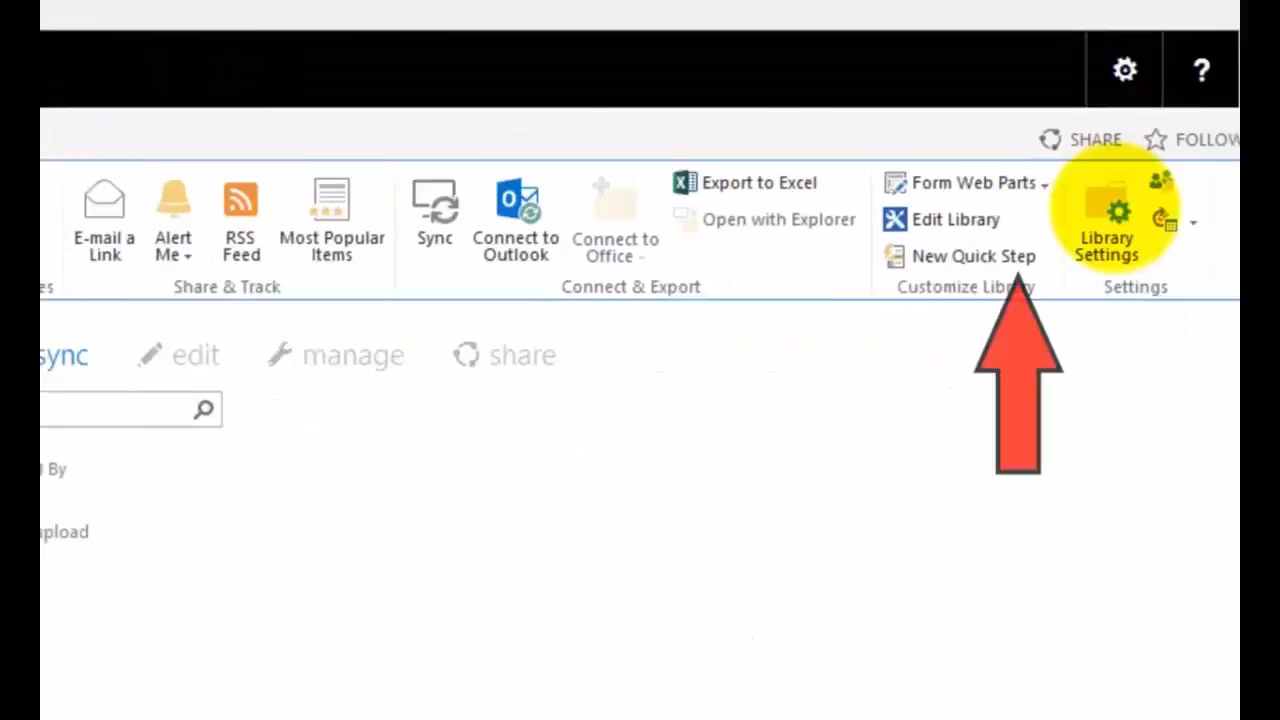 ?
SHARE FOLLOW
E-mail a Link
Alert Me
RSS Feed
Most Popular Items
es
Share & Track
Sync
Connect to Outlook
Connect to Office
Export to Excel
Open with Explorer
Connect & Export
Form Web Parts
Edit Library
New Quick Step
Customize Library
Library Settings
Settings
sync edit manage share
By
upload